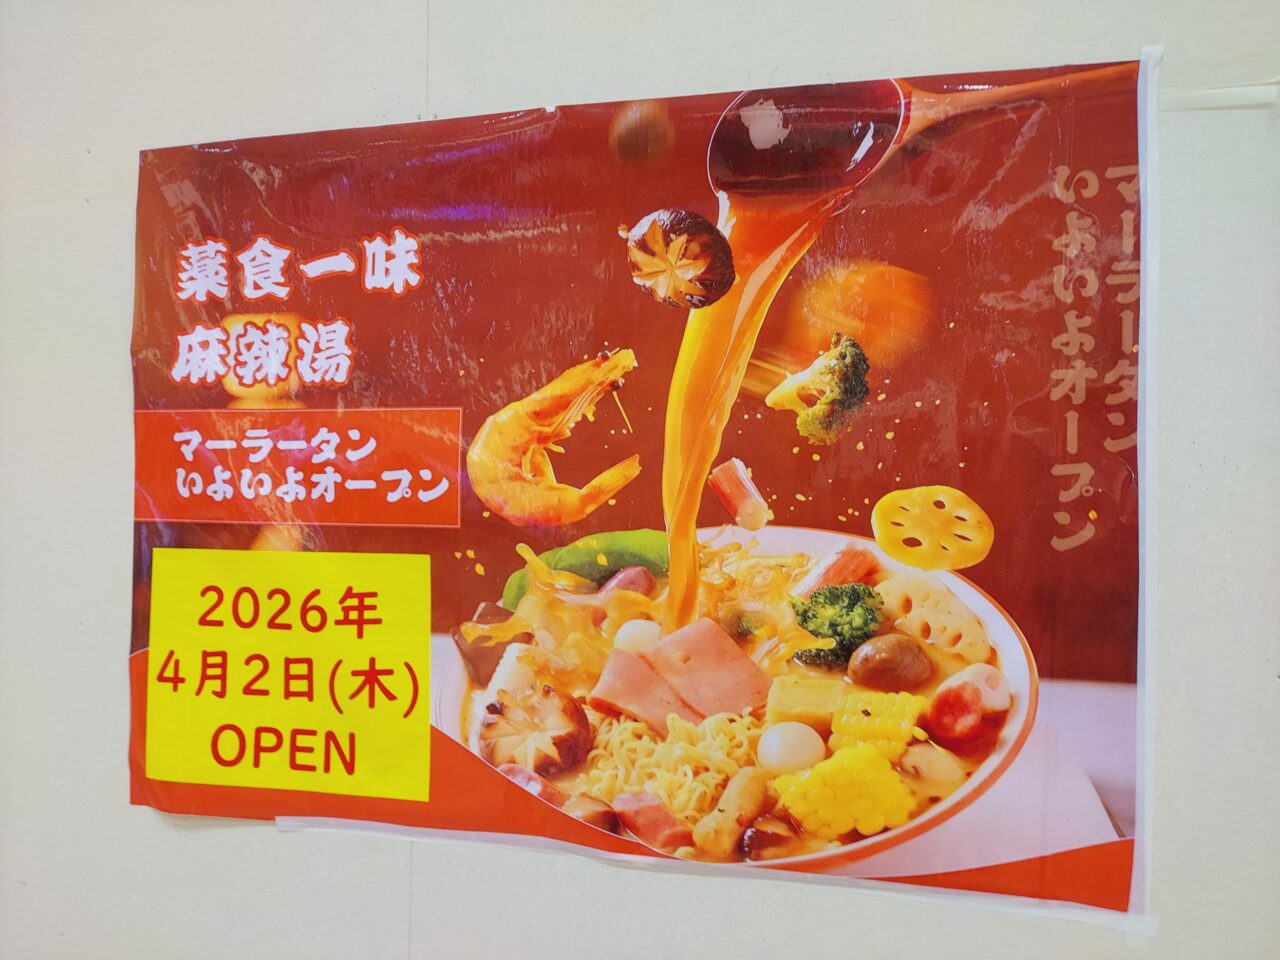 薬食一味
麻辣湯
マーラータン
いよいよオープン
2026年
4月2日(木)
OPEN
マーラータン
いよいよオープン